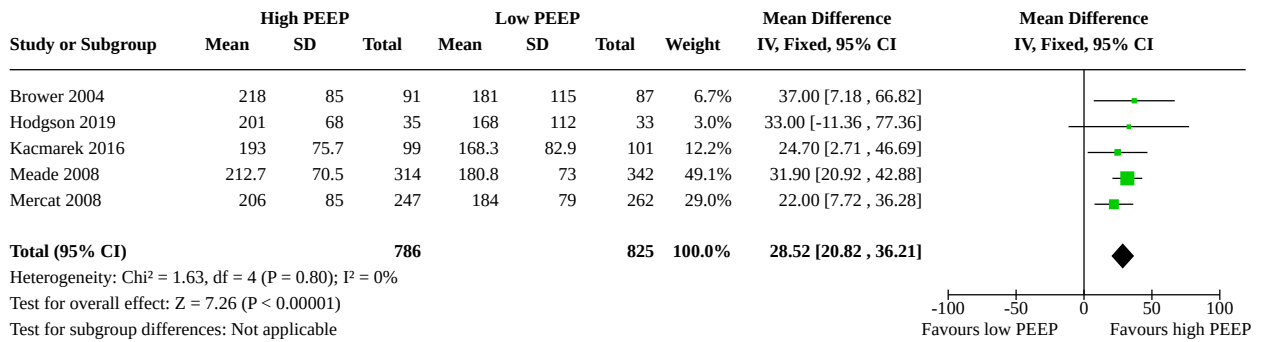 High PEEP Low PEEP Mean Difference Mean Difference
Study or Subgroup Mean SD Total Mean SD Total Weight IV, Fixed, 95% CI IV, Fixed, 95% CI
Brower 2004 218 85 91 181 115 87 6.7% 37.00 [7.18 , 66.82]
Hodgson 2019 201 68 35 168 112 33 3.0% 33.00 [-11.36 , 77.36]
Kacmarek 2016 193 75.7 99 168.3 82.9 101 12.2% 24.70 [2.71 , 46.69]
Meade 2008 212.7 70.5 314 180.8 73 342 49.1% 31.90 [20.92 , 42.88]
Mercat 2008 206 85 247 184 79 262 29.0% 22.00 [7.72 , 36.28]
Total (95% CI) 786 825 100.0% 28.52 [20.82 , 36.21]
Heterogeneity: Chi² = 1.63, df = 4 (P = 0.80); I² = 0%
Test for overall effect: Z = 7.26 (P < 0.00001)
-100 -50 0 50 100
Test for subgroup differences: Not applicable
Favours low PEEP Favours high PEEP